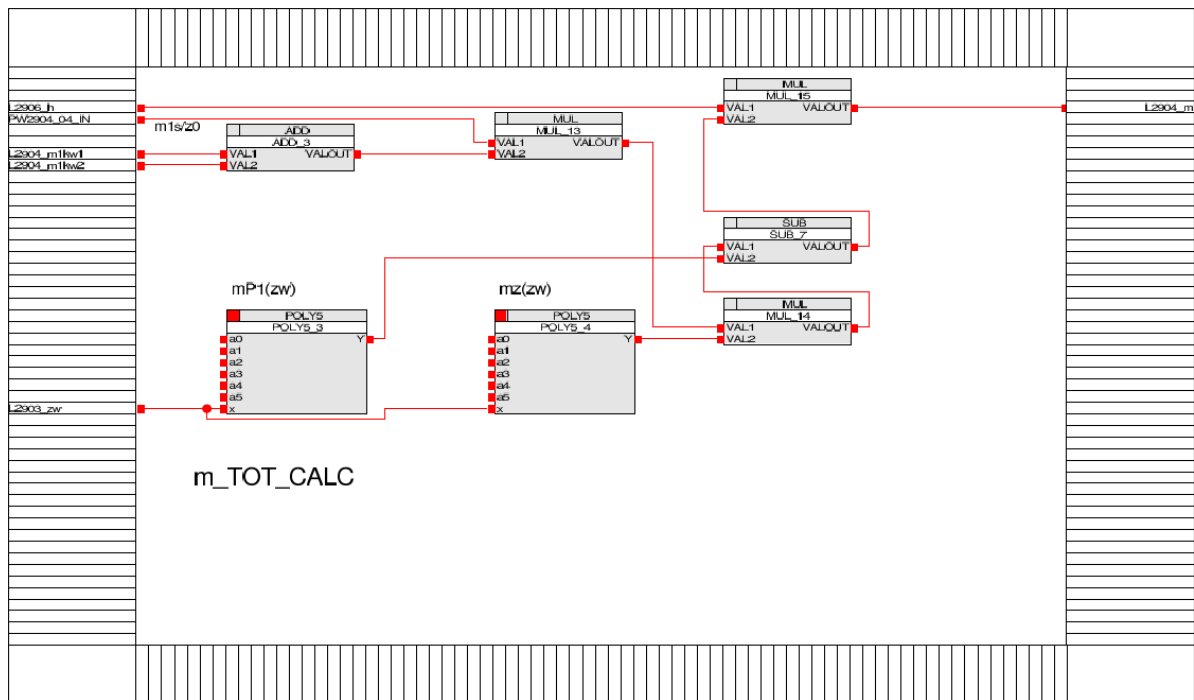 MUL
MUL_15
L2906_h
VAL1 VALOUT
L2904_m
PW2904_04_IN
VAL2
m1s/z0
MUL
ADD
MUL_13
ADD_3
VAL1 VALOUT
L2904_m1kw1
VAL1 VALOUT
VAL2
L2904_m1kw2
VAL2
SUB
SUB_7
VAL1 VALOUT
VAL2
mP1(zw)
mz(zw)
MUL
MUL_14
POLY5
POLY5
POLY5_3
POLY5_4
VAL1 VALOUT
a0 Y
a0 Y
VAL2
a1
a1
a2
a2
a3
a3
a4
a4
a5
a5
L2903_zw
x
x
m_TOT_CALC